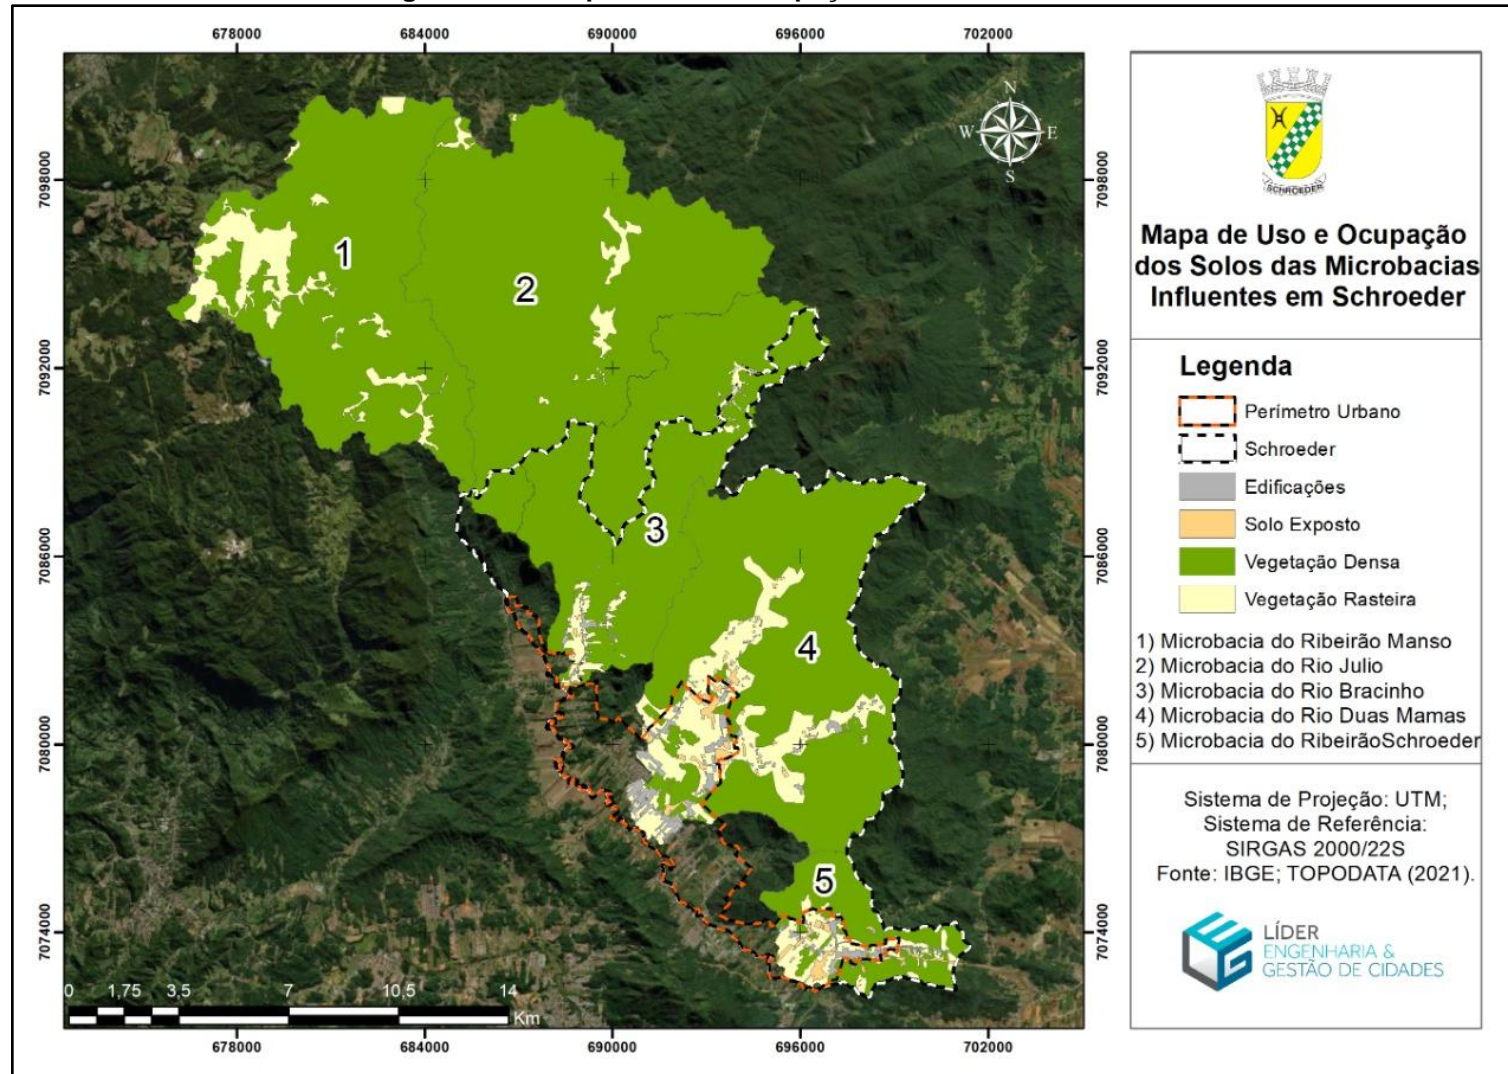 678000 684000 690000 696000 702000
7098000
7092000
7086000
7080000
7074000
N
W E
S
1
2
3
4
5
0 1,75 3,5 7 10,5 14
Km
678000 684000 690000 696000 702000
7098000
7092000
7086000
7080000
7074000
SCHROEDER
Mapa de Uso e Ocupação
dos Solos das Microbacias
Influentes em Schroeder
Legenda
Perímetro Urbano
Schroeder
Edificações
Solo Exposto
Vegetação Densa
Vegetação Rasteira
1) Microbacia do Ribeirão Manso
2) Microbacia do Rio Julio
3) Microbacia do Rio Bracinho
4) Microbacia do Rio Duas Mamas
5) Microbacia do RibeirãoSchroeder
Sistema de Projeção: UTM;
Sistema de Referência:
SIRGAS 2000/22S
Fonte: IBGE; TOPODATA (2021).
LÍDER
ENGENHARIA &
GESTÃO DE CIDADES